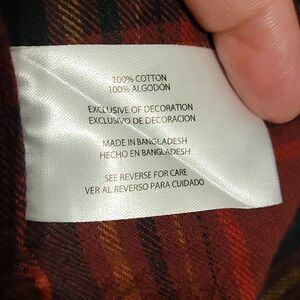 100% COTTON
100% ALGODÓN
EXCLUSIVE OF DECORATION
EXCLUSIVO DE DECORACION
MADE IN BANGLADESH
HECHO EN BANGLADESH
SEE REVERSE FOR CARE
VER AL REVERSO PARA CUIDADO